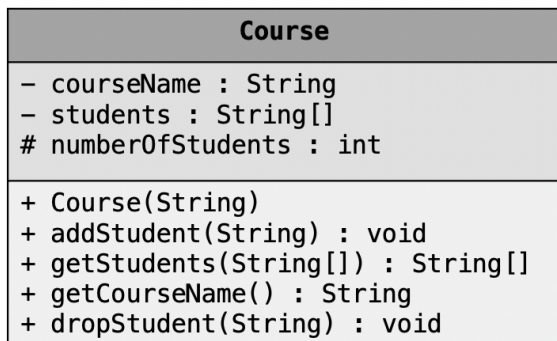 Course
– courseName : String
– students : String[]
# numberOfStudents : int
+ Course(String)
+ addStudent(String) : void
+ getStudents(String[]) : String[]
+ getCourseName() : String
+ dropStudent(String) : void